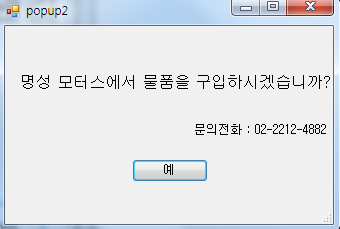 popup2
명성 모터스에서 물품을 구입하시겠습니까?
문의전화 : 02-2212-4882
예